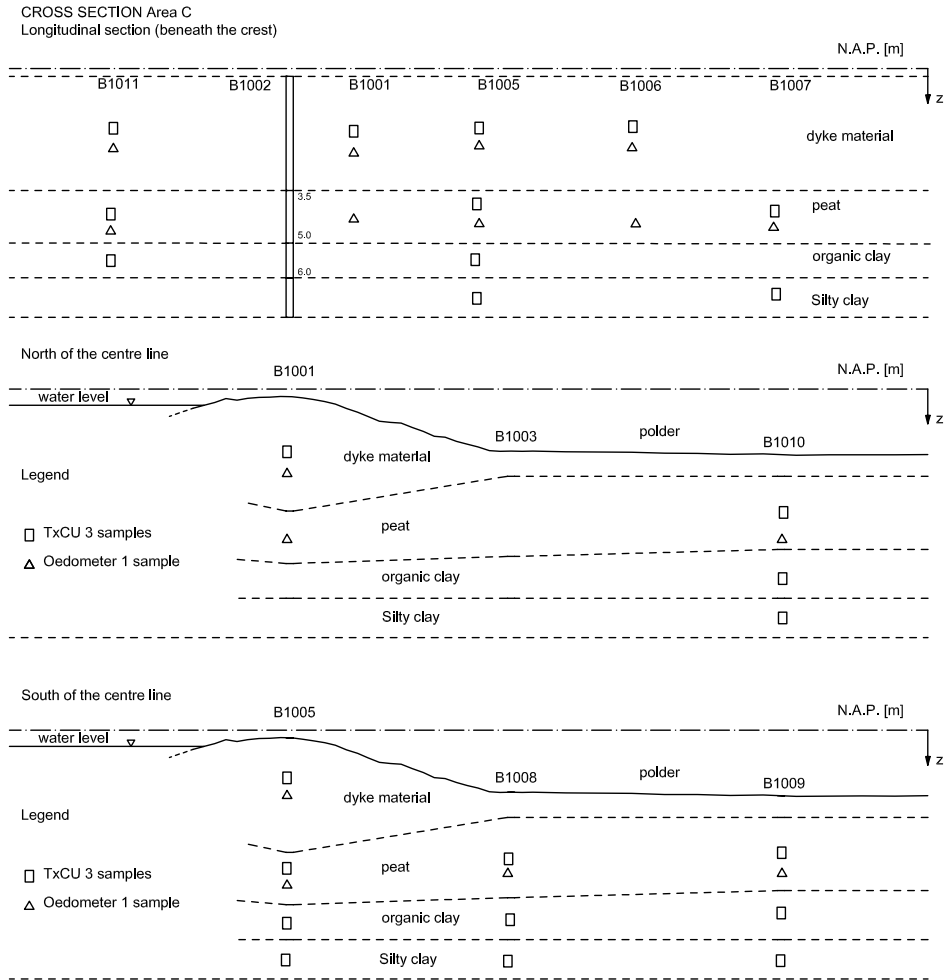 CROSS SECTION Area C
Longitudinal section (beneath the crest)
N.A.P. [m]
B1011 B1002 B1001 B1005 B1006 B1007
z
dyke material
3.5
peat
5.0
organic clay
6.0
Silty clay
North of the centre line
B1001
N.A.P. [m]
water level
z
B1003 polder B1010
dyke material
Legend
peat
TxCU 3 samples
Oedometer 1 sample
organic clay
Silty clay
South of the centre line
B1005
N.A.P. [m]
water level
z
B1008 polder B1009
dyke material
Legend
peat
TxCU 3 samples
Oedometer 1 sample
organic clay
Silty clay